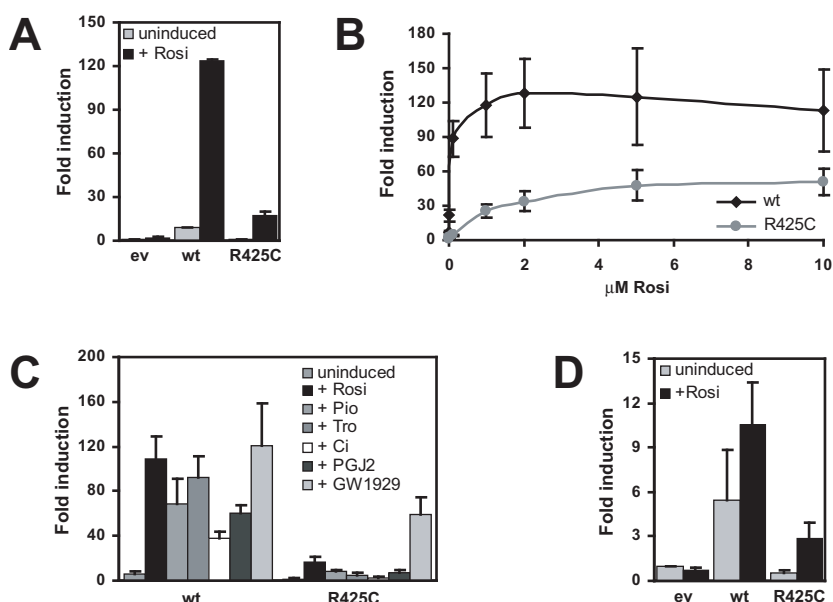 A
Fold induction
150
120
90
60
30
0
uninduced
+ Rosi
ev wt R425C
B
Fold induction
180
150
120
90
60
30
0
wt
R425C
0 2 4 6 8 10
μM Rosi
C
Fold induction
200
160
120
80
40
0
uninduced
+ Rosi
+ Pio
+ Tro
+ Ci
+ PGJ2
+ GW1929
wt R425C
D
Fold induction
15
12
9
6
3
0
uninduced
+Rosi
ev wt R425C